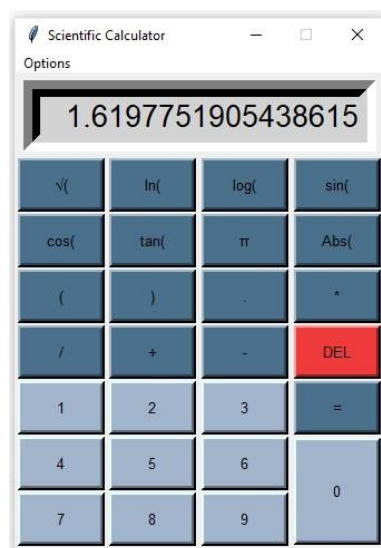 Scientific Calculator
Options
1.6197751905438615
√( ln( log( sin(
cos( tan( π Abs(
( ) . *
/ + - DEL
1 2 3 =
4 5 6
0
7 8 9